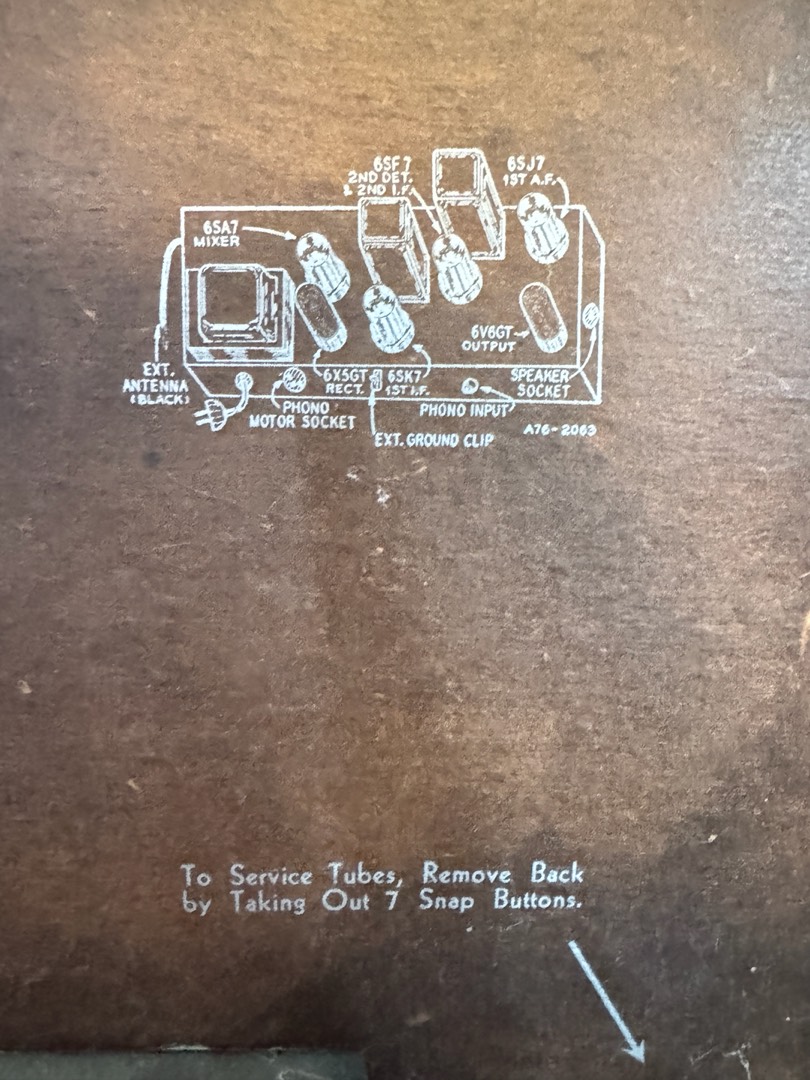 6SF7
2ND DET.
& 2ND I.F.
6SJ7
1ST A.F.
6SA7
MIXER
6V6GT
OUTPUT
EXT.
ANTENNA
(BLACK)
6X5GT
RECT.
6SK7
1ST I.F.
SPEAKER
SOCKET
PHONO
MOTOR SOCKET
PHONO INPUT
EXT. GROUND CLIP
A76-2063
To Service Tubes, Remove Back
by Taking Out 7 Snap Buttons.